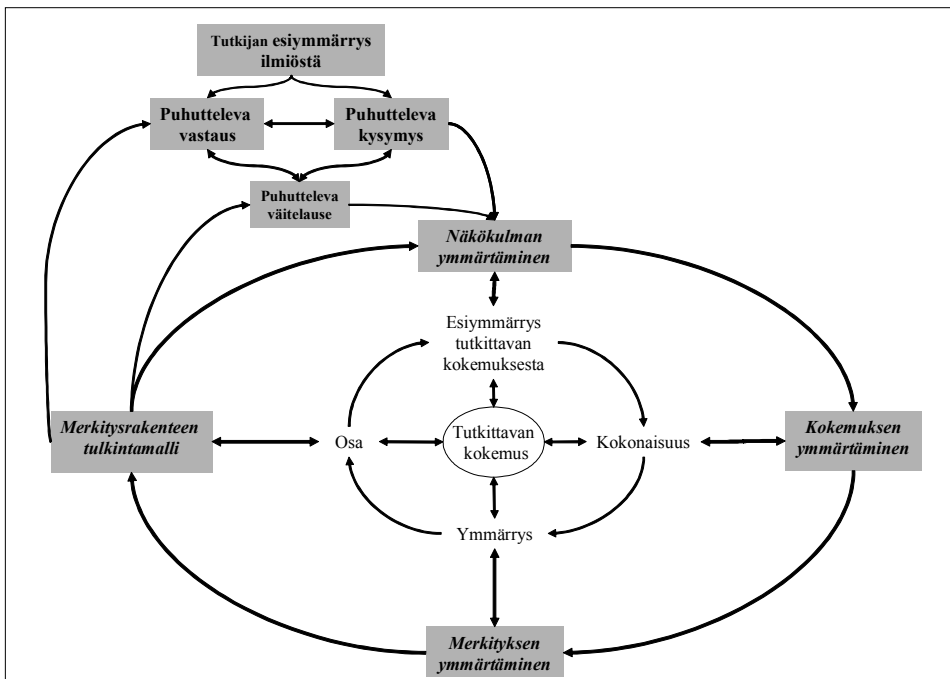 Tutkijan esiymmärrys
ilmiöstä
Puhutteleva
vastaus
Puhutteleva
kysymys
Puhutteleva
väitelause
Näkökulman
ymmärtäminen
Esiymmärrys
tutkittavan
kokemuksesta
Merkitysrakenteen
tulkintamalli
Osa
Tutkittavan
kokemus
Kokonaisuus
Kokemuksen
ymmärtäminen
Ymmärrys
Merkityksen
ymmärtäminen